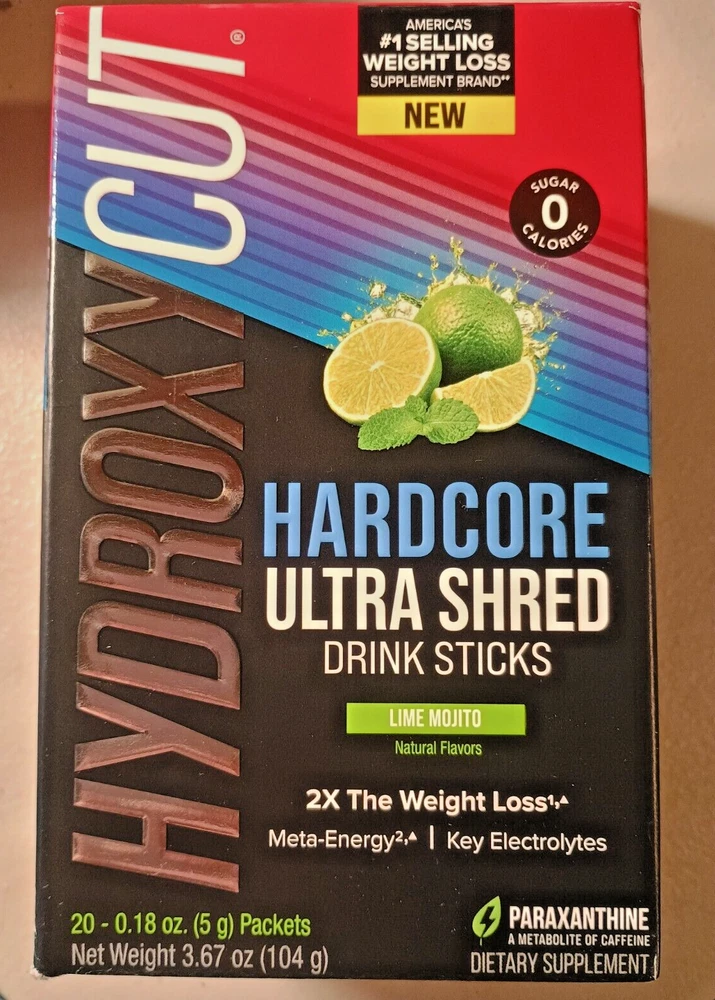 HYDROXYCUT®
AMERICA'S
#1 SELLING
WEIGHT LOSS
SUPPLEMENT BRAND**
NEW
SUGAR
0
CALORIES
HARDCORE
ULTRA SHRED
DRINK STICKS
LIME MOJITO
Natural Flavors
2X The Weight Loss¹,▲
Meta-Energy²,▲ | Key Electrolytes
20 - 0.18 oz. (5 g) Packets
Net Weight 3.67 oz (104 g)
PARAXANTHINE
A METABOLITE OF CAFFEINE
DIETARY SUPPLEMENT